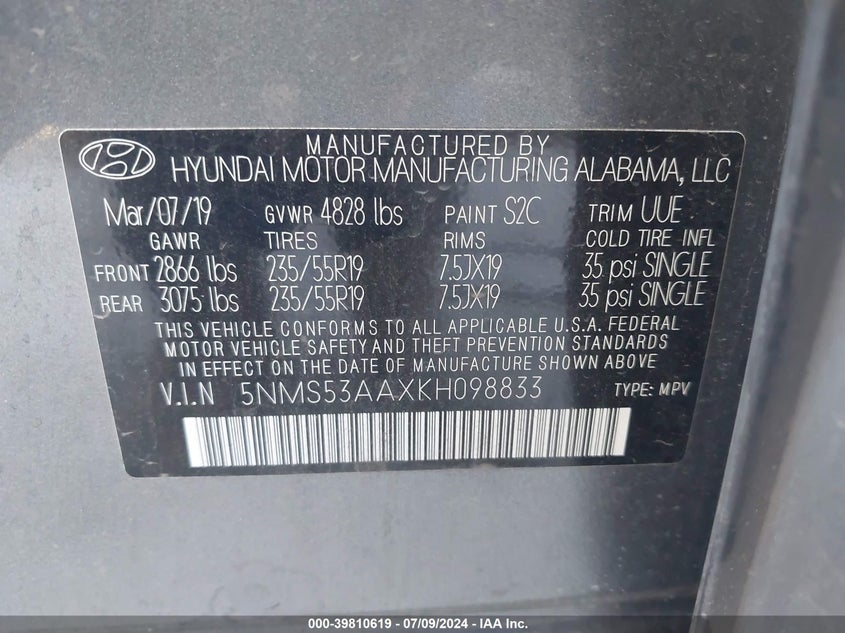 MANUFACTURED BY
HYUNDAI MOTOR MANUFACTURING ALABAMA, LLC
Mar/07/19 GVWR 4828 lbs PAINT S2C TRIM UUE
GAWR TIRES RIMS COLD TIRE INFL
FRONT 2866 lbs 235/55R19 7.5JX19 35 psi SINGLE
REAR 3075 lbs 235/55R19 7.5JX19 35 psi SINGLE
THIS VEHICLE CONFORMS TO ALL APPLICABLE U.S.A. FEDERAL
MOTOR VEHICLE SAFETY AND THEFT PREVENTION STANDARDS
IN EFFECT ON THE DATE OF MANUFACTURE SHOWN ABOVE
V.I.N 5NMS53AAXKH098833 TYPE: MPV
000-39810619 - 07/09/2024 - IAA Inc.